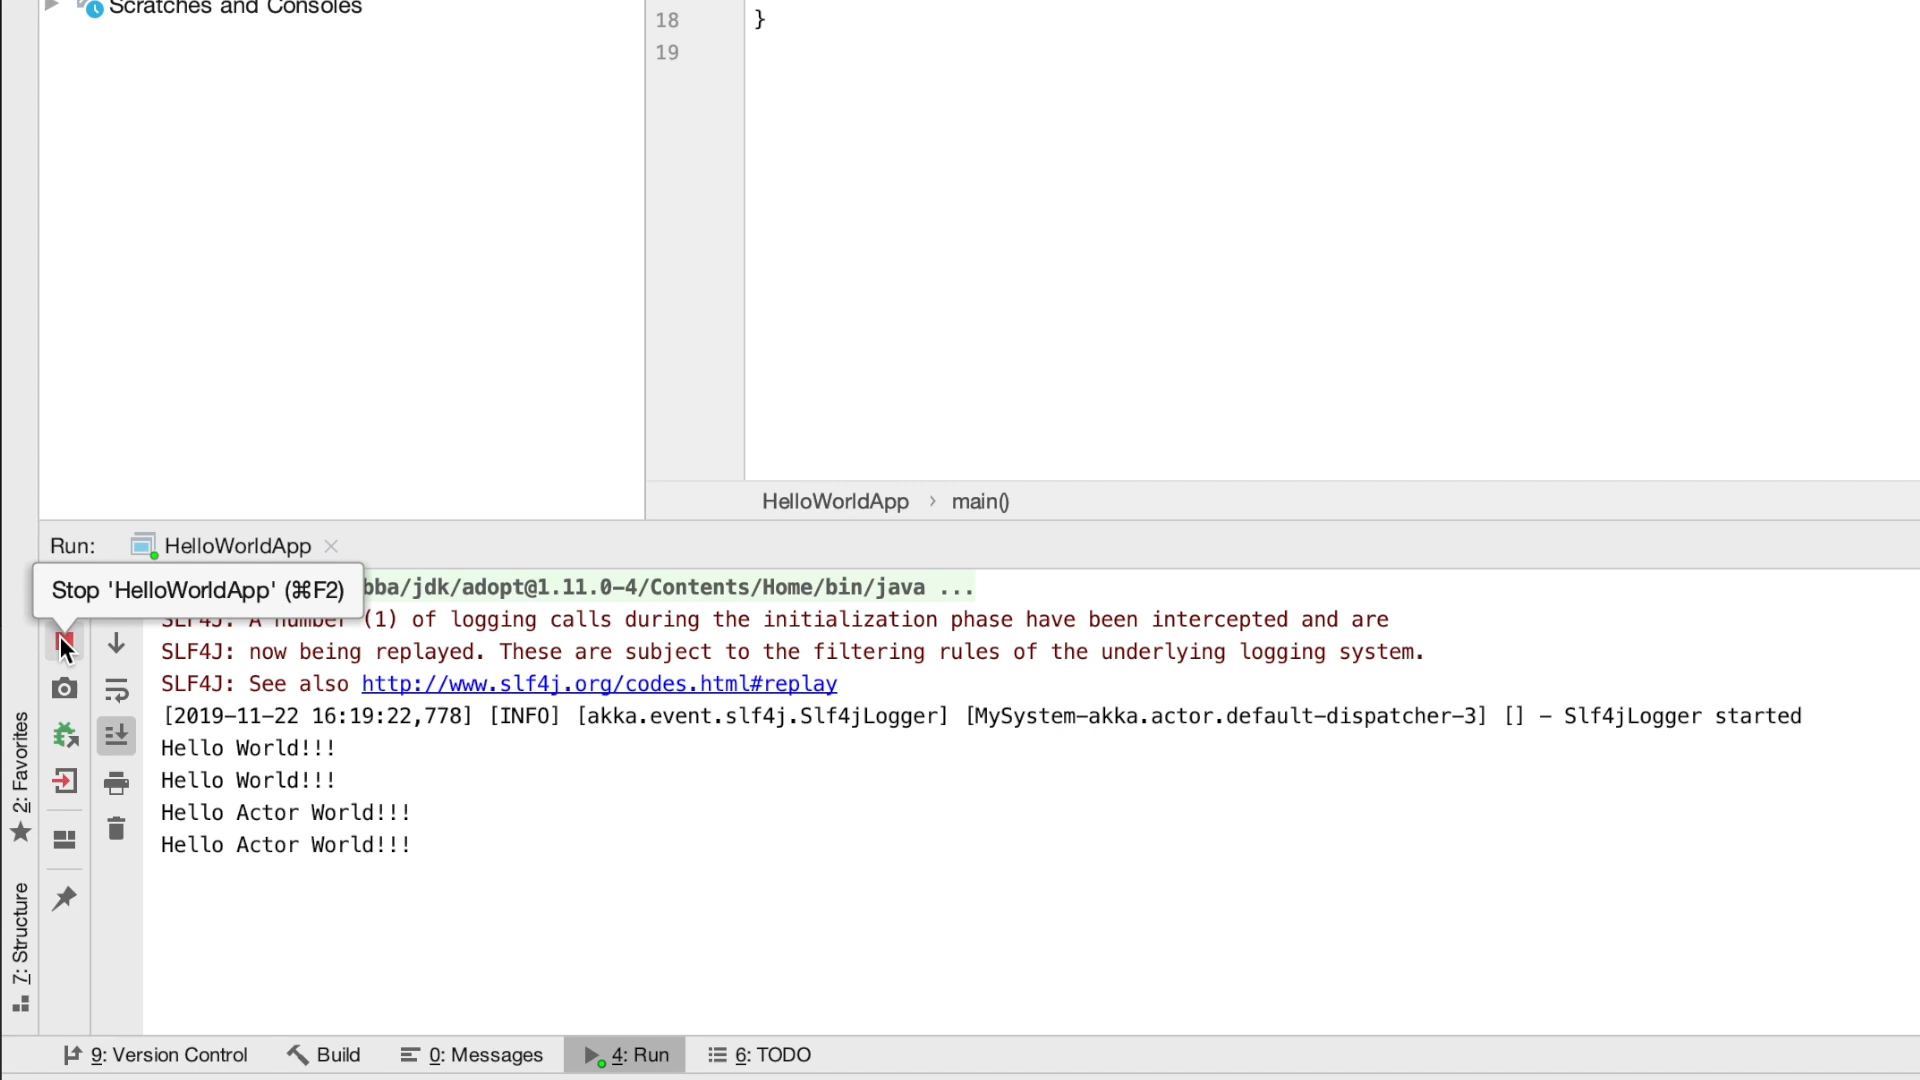 Scratches and Consoles
18 }
19
HelloWorldApp › main()
Run: HelloWorldApp
Stop 'HelloWorldApp' (⌘F2)
bba/jdk/adopt@1.11.0-4/Contents/Home/bin/java ...
SLF4J: A number (1) of logging calls during the initialization phase have been intercepted and are
SLF4J: now being replayed. These are subject to the filtering rules of the underlying logging system.
SLF4J: See also http://www.slf4j.org/codes.html#replay
[2019-11-22 16:19:22,778] [INFO] [akka.event.slf4j.Slf4jLogger] [MySystem-akka.actor.default-dispatcher-3] [] - Slf4jLogger started
Hello World!!!
Hello World!!!
Hello Actor World!!!
Hello Actor World!!!
2: Favorites
7: Structure
9: Version Control
Build
0: Messages
4: Run
6: TODO